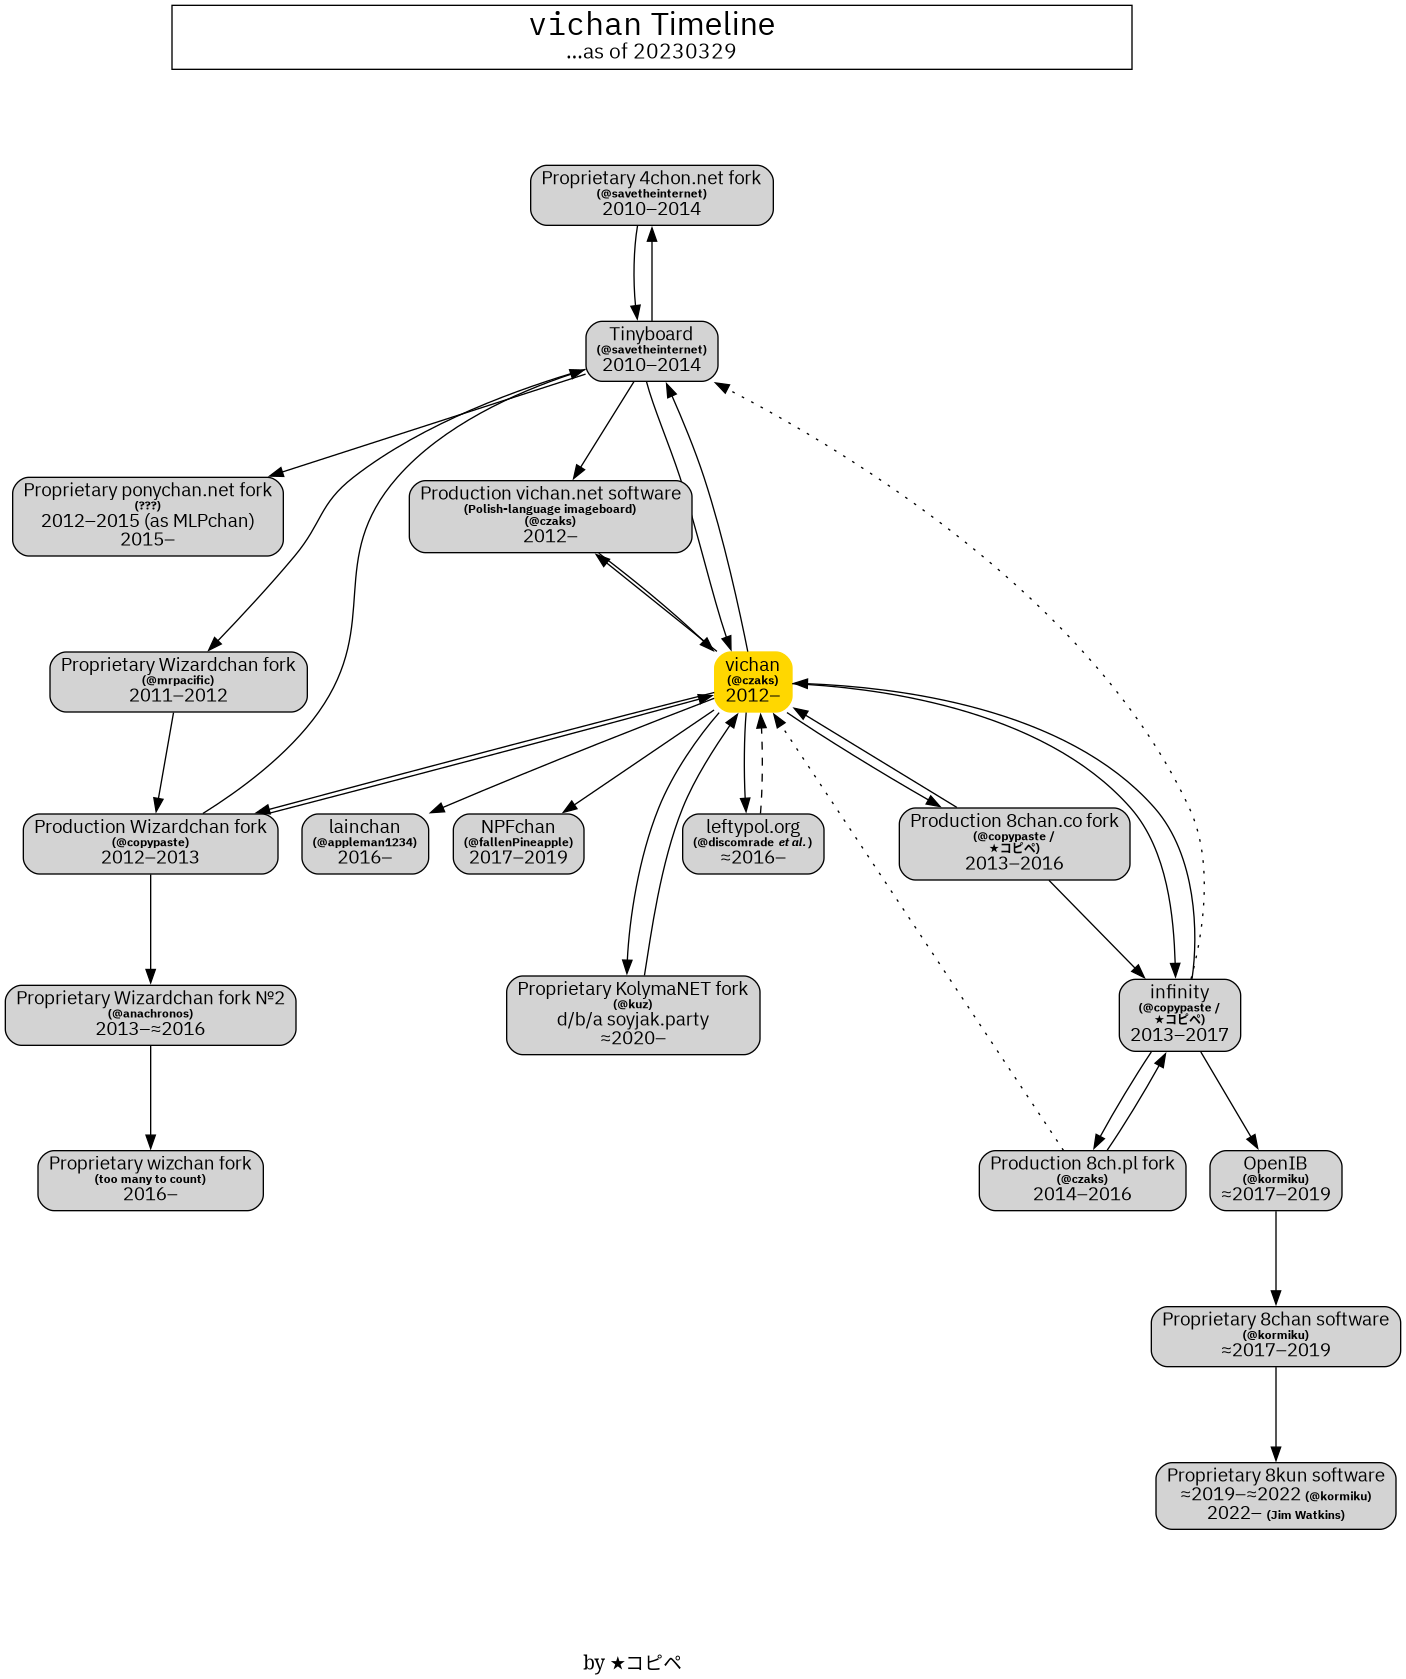 vichan Timeline
...as of 20230329
Proprietary 4chon.net fork
(@savetheinternet)
2010–2014
Tinyboard
(@savetheinternet)
2010–2014
Proprietary ponychan.net fork
(???)
2012–2015 (as MLPchan)
2015–
Production vichan.net software
(Polish-language imageboard)
(@czaks)
2012–
Proprietary Wizardchan fork
(@mrpacific)
2011–2012
vichan
(@czaks)
2012–
Production Wizardchan fork
(@copypaste)
2012–2013
lainchan
(@appleman1234)
2016–
NPFchan
(@fallenPineapple)
2017–2019
leftypol.org
(@discomrade et al.)
≈2016–
Production 8chan.co fork
(@copypaste /
★コピペ)
2013–2016
Proprietary Wizardchan fork №2
(@anachronos)
2013–≈2016
Proprietary KolymaNET fork
(@kuz)
d/b/a soyjak.party
≈2020–
infinity
(@copypaste /
★コピペ)
2013–2017
Proprietary wizchan fork
(too many to count)
2016–
Production 8ch.pl fork
(@czaks)
2014–2016
OpenIB
(@kormiku)
≈2017–2019
Proprietary 8chan software
(@kormiku)
≈2017–2019
Proprietary 8kun software
≈2019–≈2022 (@kormiku)
2022– (Jim Watkins)
by ★コピペ